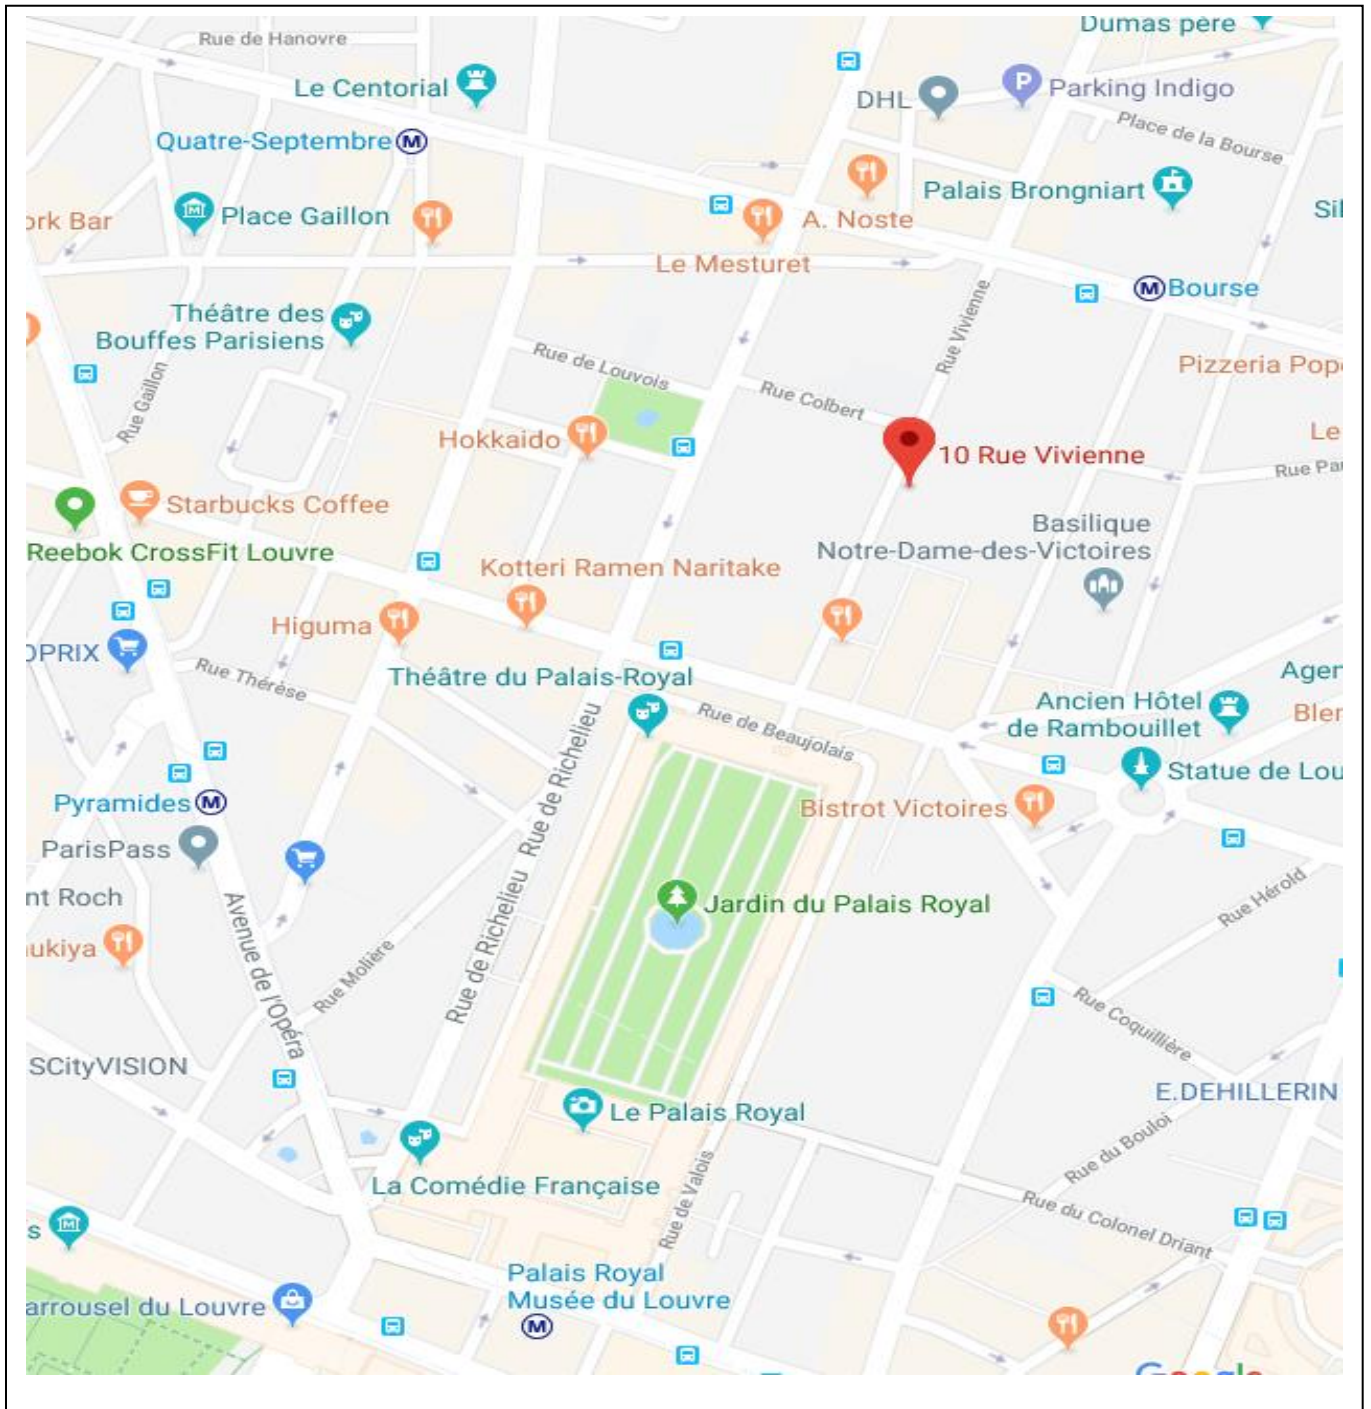 Dumas père
Rue de Hanovre
Le Centorial
DHL
P
Parking Indigo
Quatre-Septembre M
Place de la Bourse
Palais Brongniart
M Place Gaillon
ork Bar
A. Noste
Sil
Le Mesturet
M Bourse
Théâtre des
Bouffes Parisiens
Rue Vivienne
Rue de Louvois
Rue Colbert
Pizzeria Pop
Rue Gaillon
Hokkaido
Le
10 Rue Vivienne
Rue Pa
Starbucks Coffee
Basilique
Notre-Dame-des-Victoires
Reebok CrossFit Louvre
Kotteri Ramen Naritake
Higuma
OPRIX
Rue Thérèse
Théâtre du Palais-Royal
Agen
Ancien Hôtel
de Rambouillet
Bler
Rue de Beaujolais
Rue de Richelieu
Statue de Lou
Pyramides M
Bistrot Victoires
ParisPass
nt Roch
Avenue de l'Opéra
Rue de Richelieu
Jardin du Palais Royal
Rue Hérold
ukiya
Rue Molière
Rue Coquillière
SCityVISION
E.DEHILLERIN
Le Palais Royal
Rue du Bouloi
La Comédie Française
Rue de Valois
Rue du Colonel Driant
s M
Palais Royal
Musée du Louvre
M
arrousel du Louvre
Google